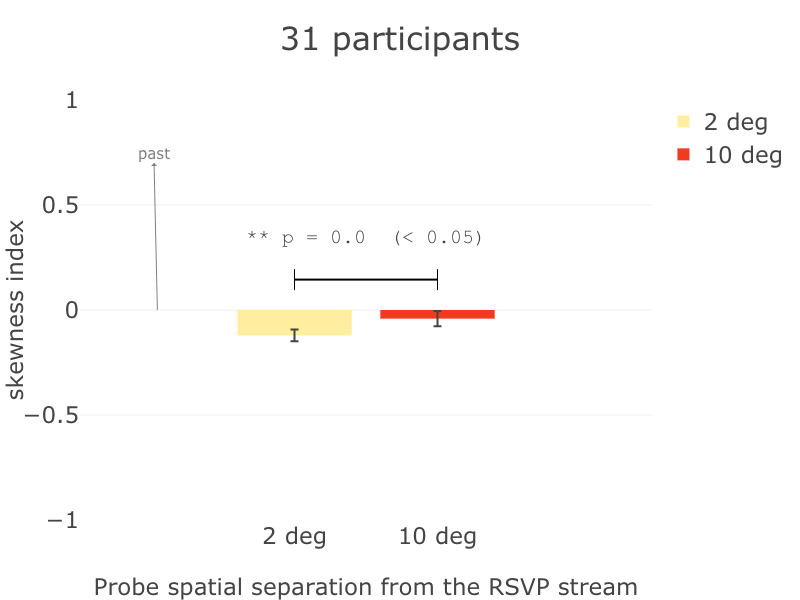 31 participants
1
2 deg
10 deg
past
0.5
** p = 0.0  (< 0.05)
skewness index
0
−0.5
−1
2 deg
10 deg
Probe spatial separation from the RSVP stream